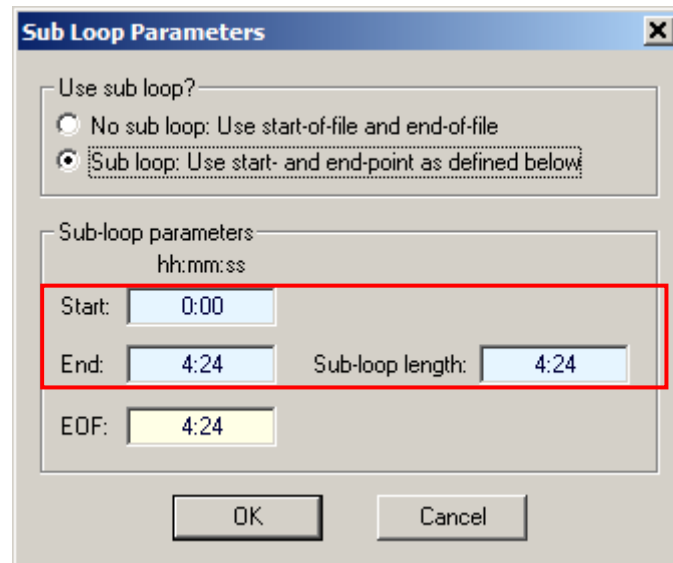 Sub Loop Parameters
Use sub loop?
No sub loop: Use start-of-file and end-of-file
Sub loop: Use start- and end-point as defined below
Sub-loop parameters
hh:mm:ss
Start: 0:00
End: 4:24 Sub-loop length: 4:24
EOF: 4:24
OK Cancel